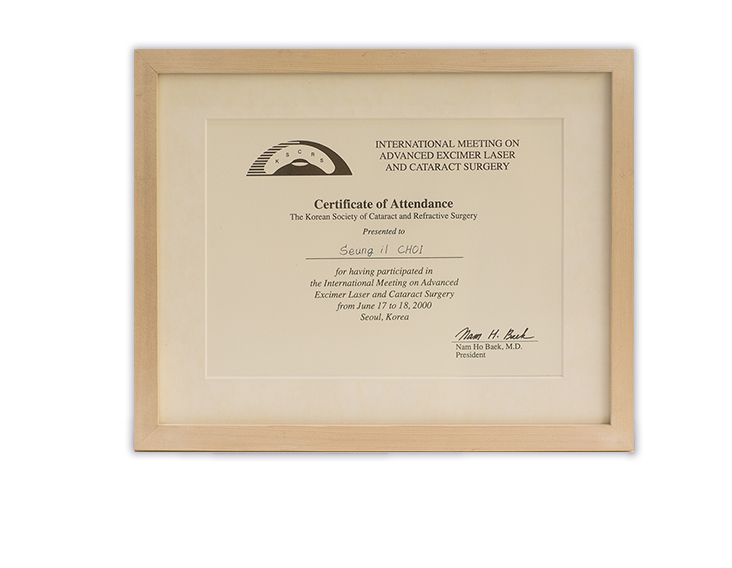 KSCRS
INTERNATIONAL MEETING ON
ADVANCED EXCIMER LASER
AND CATARACT SURGERY
Certificate of Attendance
The Korean Society of Cataract and Refractive Surgery
Presented to
Seung il CHOI
for having participated in
the International Meeting on Advanced
Excimer Laser and Cataract Surgery
from June 17 to 18, 2000
Seoul, Korea
Nam H. Baek
Nam Ho Baek, M.D.
President